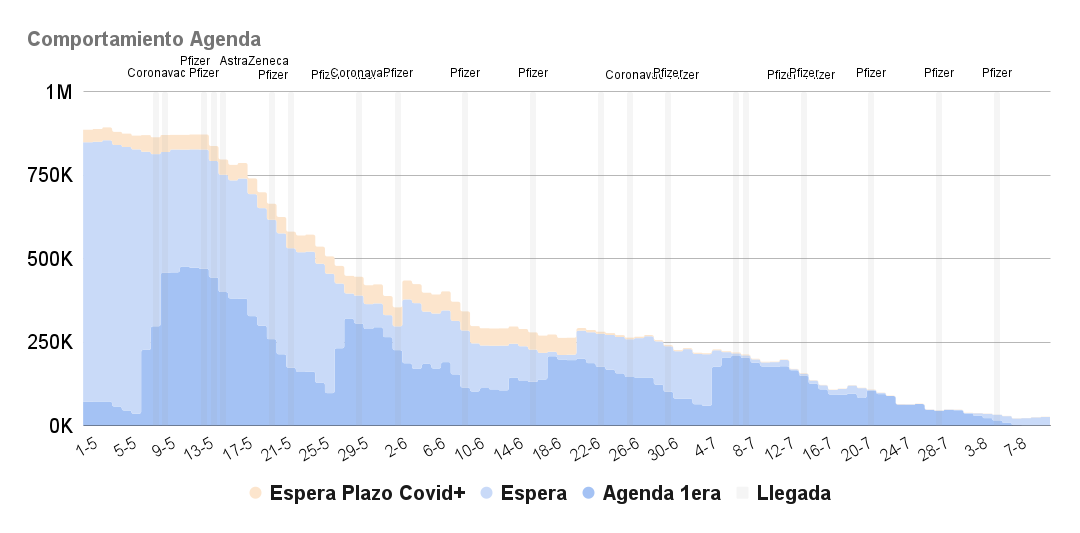 Comportamiento Agenda
Pfizer AstraZeneca
Coronavac Pfizer Pfizer Pfizer Pfizer Pfizer Pfizer Coronavac Pfizer Pfizer Pfizer Pfizer Pfizer
1M
750K
500K
250K
0K
1-5 5-5 9-5 13-5 17-5 21-5 25-5 29-5 2-6 6-6 10-6 14-6 18-6 22-6 26-6 30-6 4-7 8-7 12-7 16-7 20-7 24-7 28-7 3-8 7-8
Espera Plazo Covid+ Espera Agenda 1era Llegada